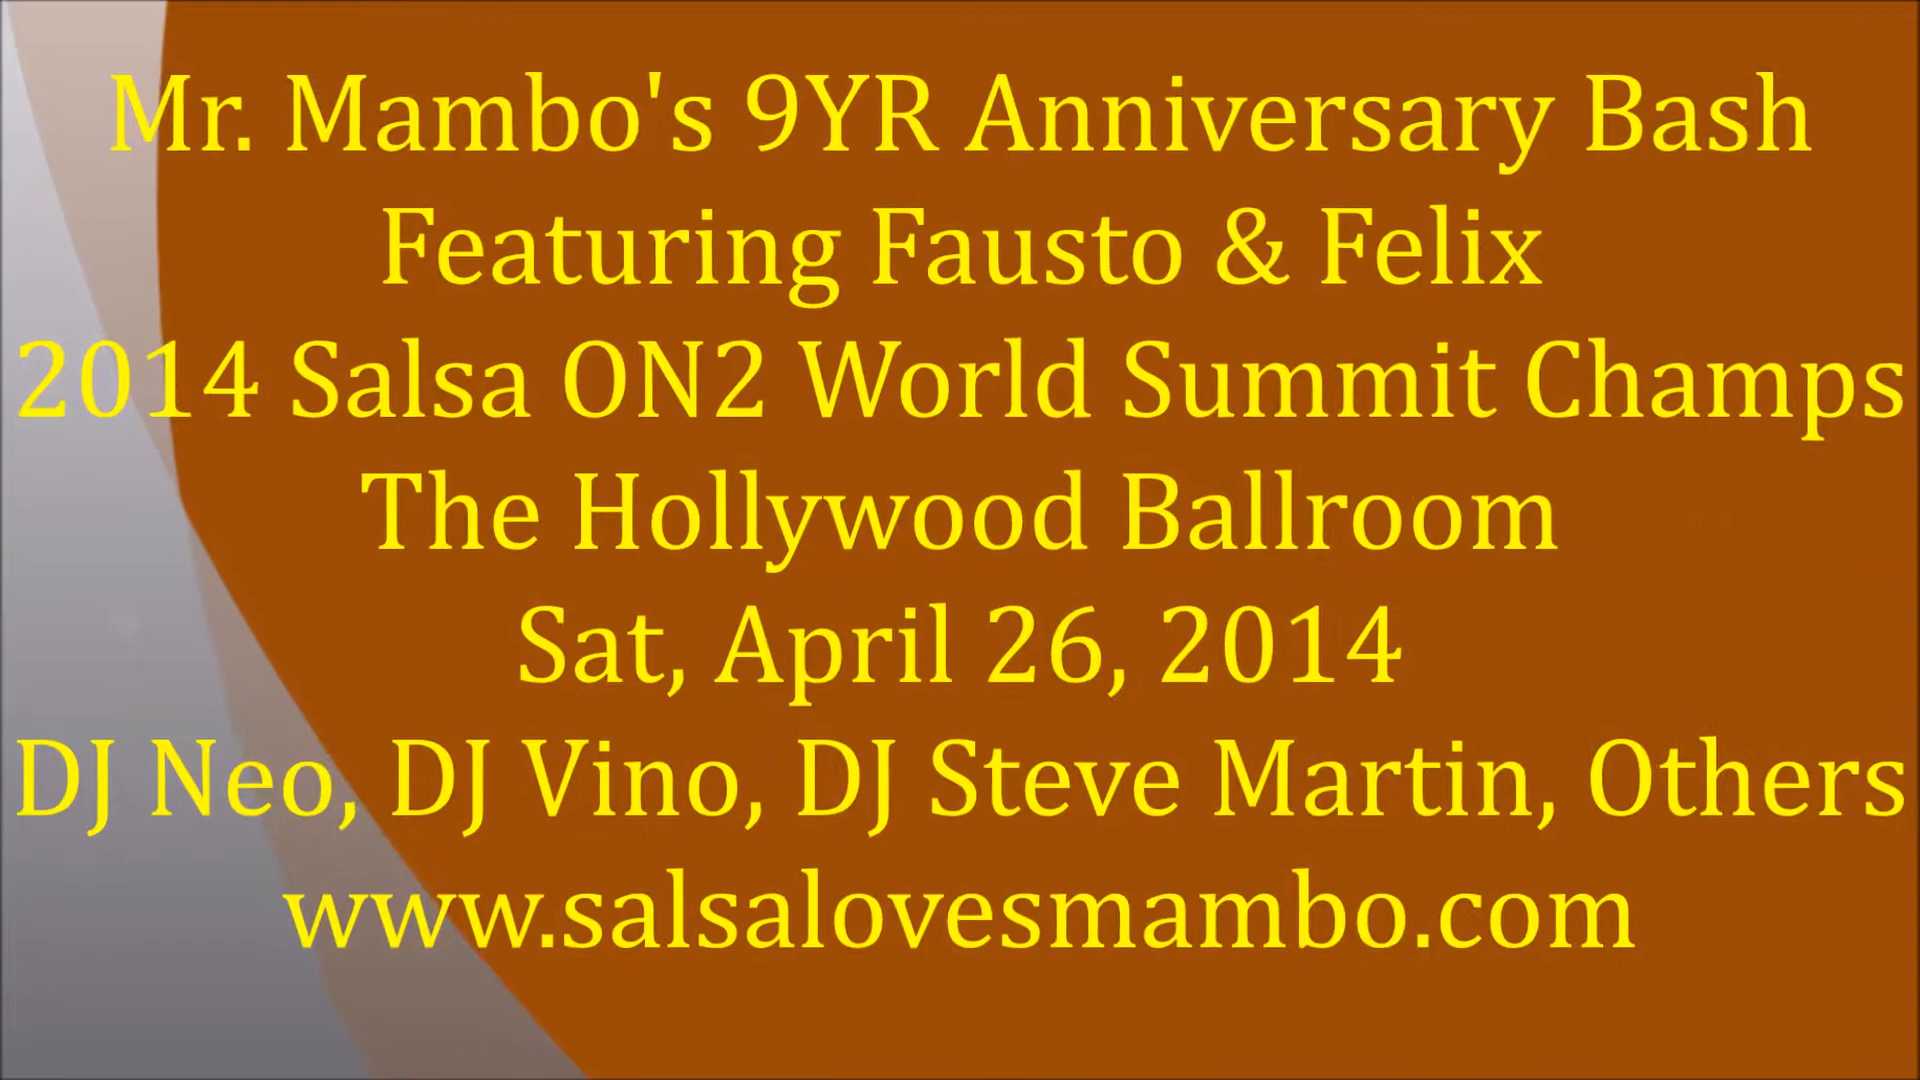 Mr. Mambo's 9YR Anniversary Bash
Featuring Fausto & Felix
2014 Salsa ON2 World Summit Champs
The Hollywood Ballroom
Sat, April 26, 2014
DJ Neo, DJ Vino, DJ Steve Martin, Others
www.salsalovesmambo.com